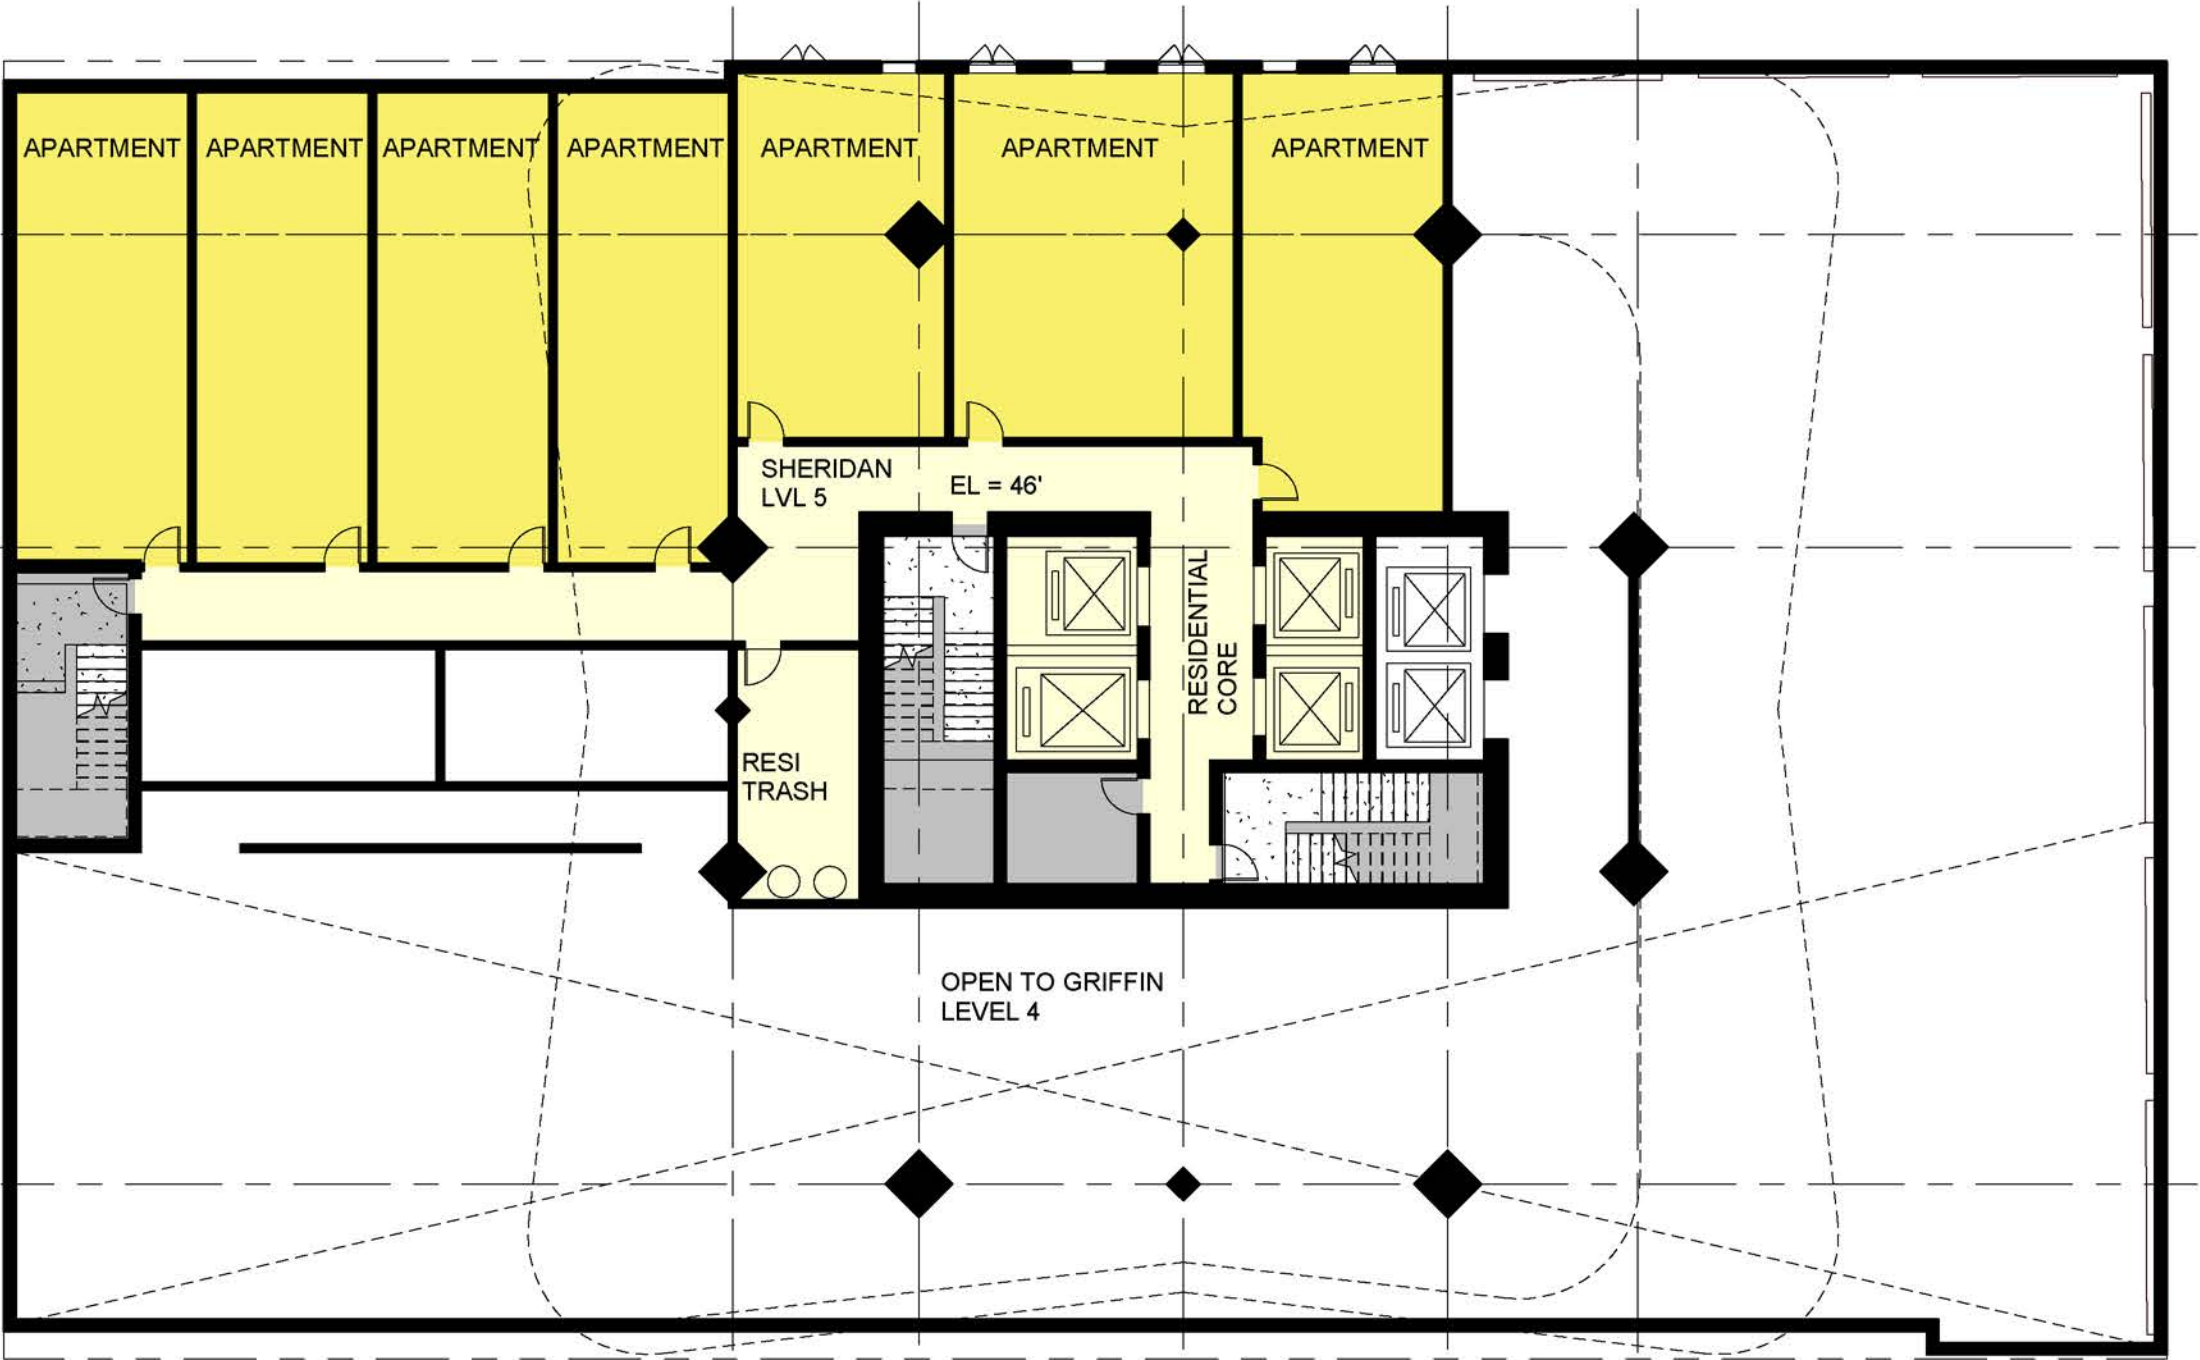 APARTMENT
APARTMENT
APARTMENT
APARTMENT
APARTMENT
APARTMENT
APARTMENT
SHERIDAN
LVL 5
EL = 46'
RESIDENTIAL
CORE
RESI
TRASH
OPEN TO GRIFFIN
LEVEL 4